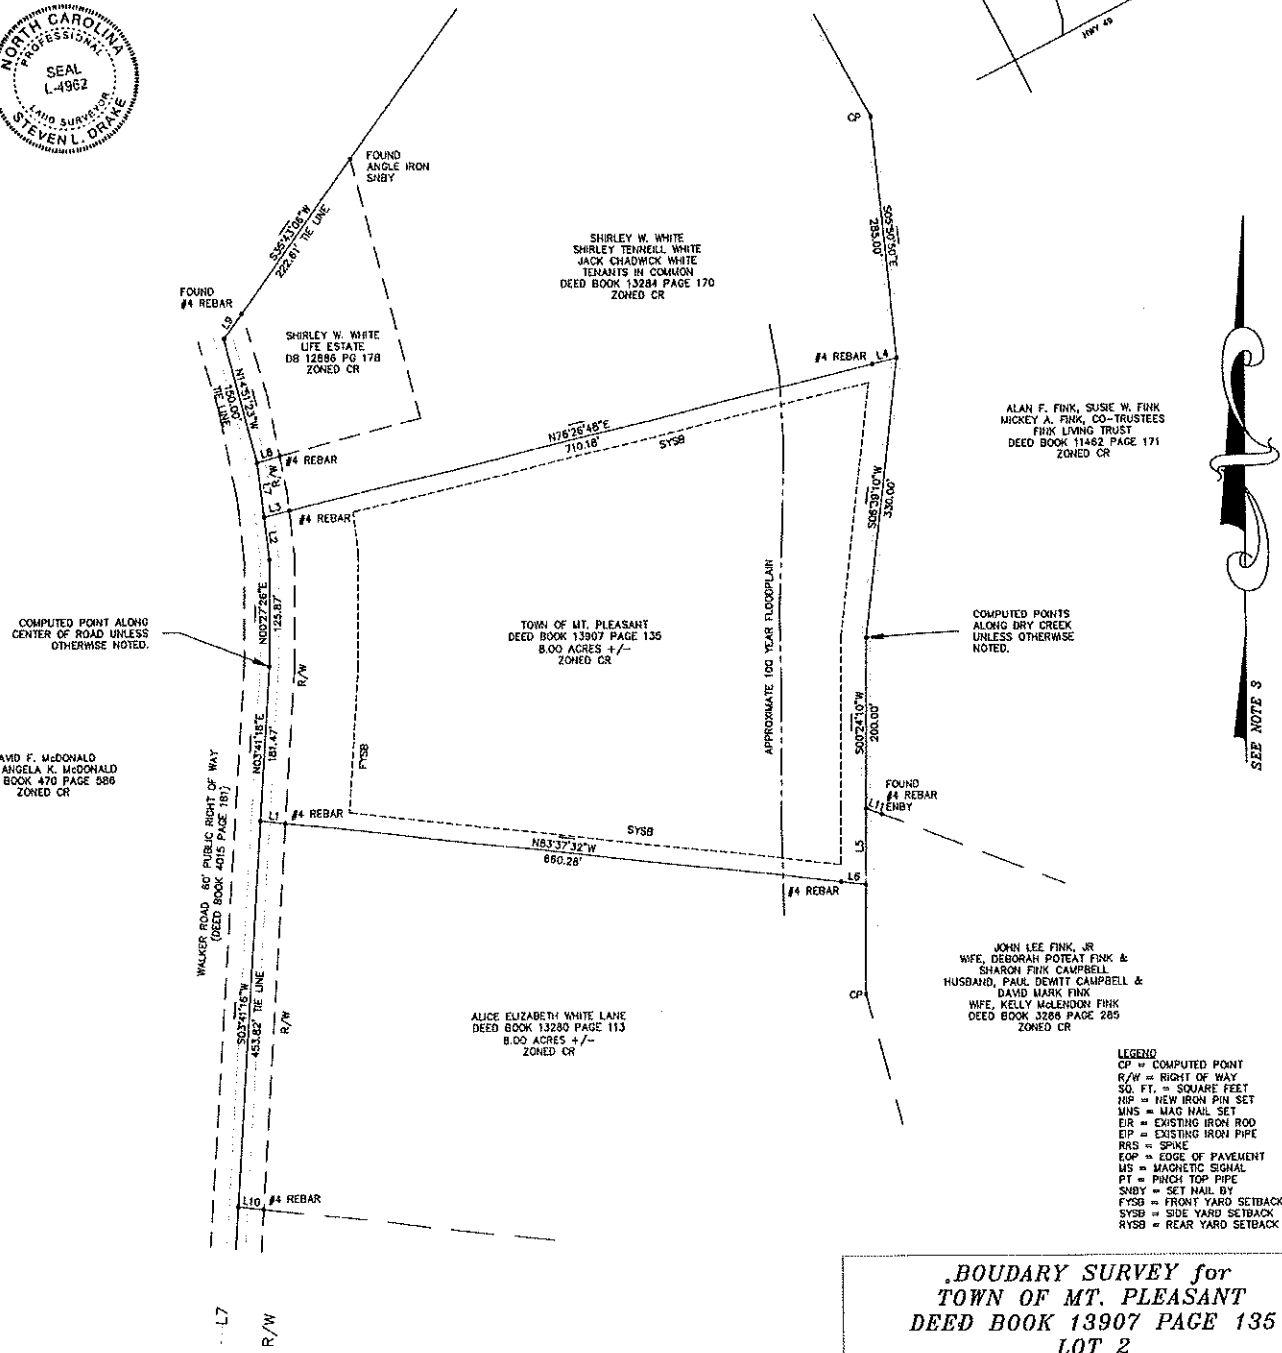 NORTH CAROLINA
PROFESSIONAL
SEAL
L-4962
LAND SURVEYOR
STEVEN L. DRAKE
HWY 49
CP
FOUND
ANGLE IRON
SNBY
S35°43'06"W
222.61' TIE LINE
S05°50'50"E
285.00'
SHIRLEY W. WHITE
SHIRLEY TENNEILL WHITE
JACK CHADWICK WHITE
TENANTS IN COMMON
DEED BOOK 13284 PAGE 170
ZONED CR
FOUND
#4 REBAR
L9
SHIRLEY W. WHITE
LIFE ESTATE
DB 12886 PG 178
ZONED CR
N14°51'23"W
150.00'
TIE LINE
#4 REBAR
L4
ALAN F. FINK, SUSIE W. FINK
MICKEY A. FINK, CO-TRUSTEES
FINK LIVING TRUST
DEED BOOK 11462 PAGE 171
ZONED CR
N76°26'48"E
710.18'
SYSB
L8
#4 REBAR
R/W
L7
L3
#4 REBAR
L2
S06°39'10"W
330.00'
COMPUTED POINT ALONG
CENTER OF ROAD UNLESS
OTHERWISE NOTED.
N00°27'26"E
125.87'
R/W
TOWN OF MT. PLEASANT
DEED BOOK 13907 PAGE 135
8.00 ACRES +/-
ZONED CR
APPROXIMATE 100 YEAR FLOODPLAIN
COMPUTED POINTS
ALONG DRY CREEK
UNLESS OTHERWISE
NOTED.
SEE NOTE 3
S00°24'10"W
200.00'
N03°41'16"E
181.47'
FYSB
AVID F. McDONALD
ANGELA K. McDONALD
BOOK 470 PAGE 586
ZONED CR
WALKER ROAD 60' PUBLIC RIGHT OF WAY
(DEED BOOK 4015 PAGE 181)
FOUND
#4 REBAR
ENBY
L11
L1
#4 REBAR
SYSB
N83°37'32"W
660.28'
L5
L6
#4 REBAR
S03°41'16"W
453.82' TIE LINE
R/W
CP
JOHN LEE FINK, JR
WIFE, DEBORAH POTEAT FINK &
SHARON FINK CAMPBELL
HUSBAND, PAUL DEWITT CAMPBELL &
DAVID MARK FINK
WIFE, KELLY McLENDON FINK
DEED BOOK 3286 PAGE 285
ZONED CR
ALICE ELIZABETH WHITE LANE
DEED BOOK 13280 PAGE 113
8.00 ACRES +/-
ZONED CR
LEGEND
CP = COMPUTED POINT
R/W = RIGHT OF WAY
SQ. FT. = SQUARE FEET
NIP = NEW IRON PIN SET
MNS = MAG NAIL SET
EIR = EXISTING IRON ROD
EIP = EXISTING IRON PIPE
RRS = SPIKE
EOP = EDGE OF PAVEMENT
MS = MAGNETIC SIGNAL
PT = PINCH TOP PIPE
SNBY = SET NAIL BY
FYSB = FRONT YARD SETBACK
SYSB = SIDE YARD SETBACK
RYSB = REAR YARD SETBACK
L10
#4 REBAR
L7
R/W
.BOUDARY SURVEY for
TOWN OF MT. PLEASANT
DEED BOOK 13907 PAGE 135
LOT 2